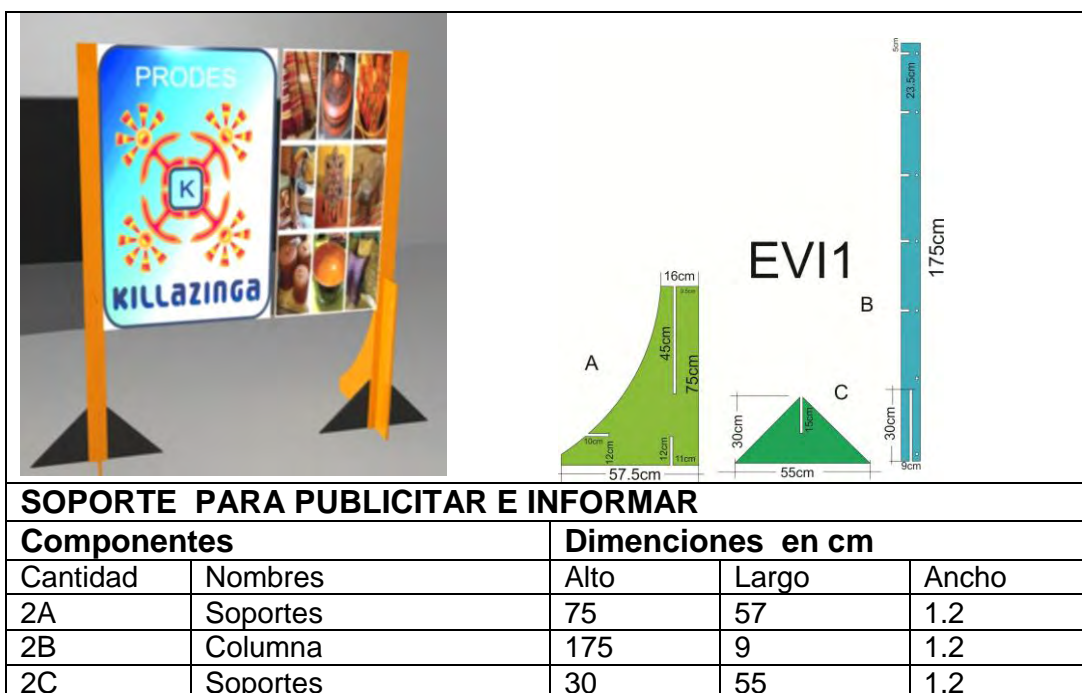 PRODES
K
KILLAZINGA
EVI1
A
16cm
45cm
75cm
10cm
12cm
12cm
11cm
57.5cm
C
30cm
15cm
55cm
B
5cm
23.5cm
175cm
30cm
9cm
SOPORTE PARA PUBLICITAR E INFORMAR
Componentes Dimenciones en cm
Cantidad Nombres Alto Largo Ancho
2A Soportes 75 57 1.2
2B Columna 175 9 1.2
2C Soportes 30 55 1.2